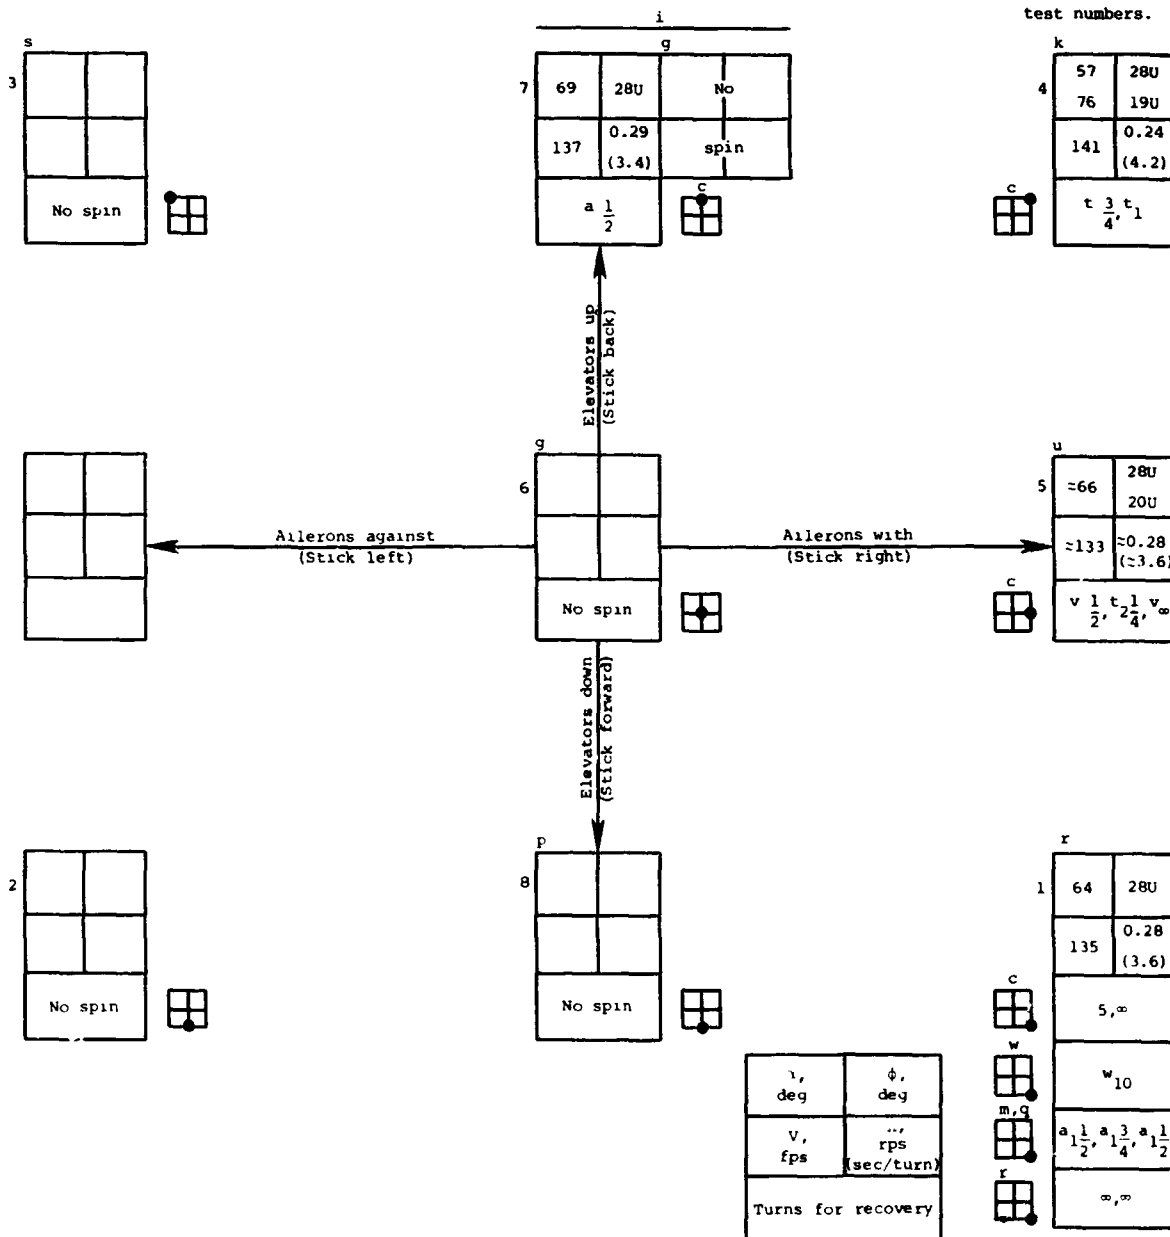 test numbers.
i
s
g
k
3
7
69
28U
No
4
57
28U
76
19U
137
0.29
(3.4)
spin
141
0.24
(4.2)
No spin
a 1/2
c
c
t 3/4, t1
Elevators up
(Stick back)
g
u
6
5
≈66
28U
20U
Ailerons against
(Stick left)
Ailerons with
(Stick right)
≈133
≈0.28
(≈3.6)
No spin
c
v 1/2, t2 1/4, v∞
Elevators down
(Stick forward)
p
r
2
8
1
64
28U
135
0.28
(3.6)
No spin
No spin
c
5,∞
w
w10
m,q
a1 1/2, a1 3/4, a1 1/2
r
∞,∞
deg
φ,
deg
V,
fps
rps
(sec/turn)
Turns for recovery